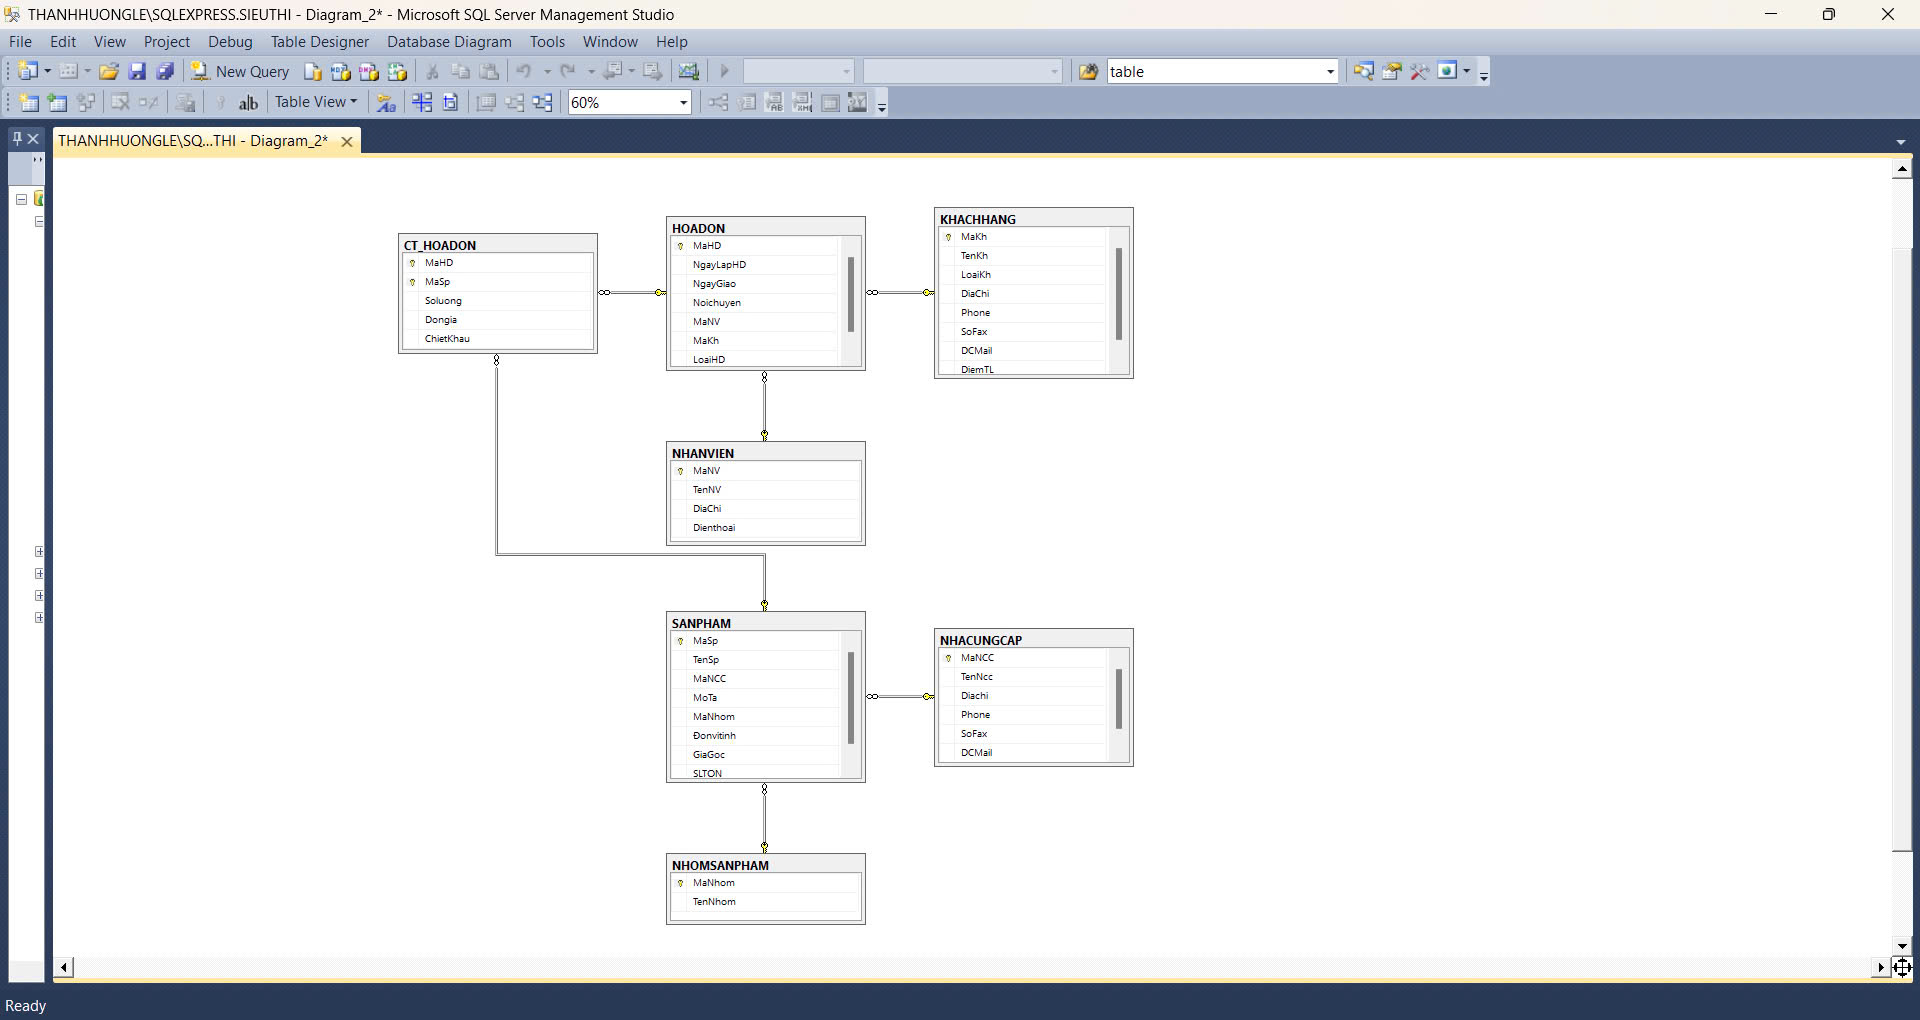 THANHHUONGLE\SQLEXPRESS.SIEUTHI - Diagram_2* - Microsoft SQL Server Management Studio
File Edit View Project Debug Table Designer Database Diagram Tools Window Help
New Query table
Table View 60%
THANHHUONGLE\SQ...THI - Diagram_2*
CT_HOADON
MaHD
MaSp
Soluong
Dongia
ChietKhau
HOADON
MaHD
NgayLapHD
NgayGiao
Noichuyen
MaNV
MaKh
LoaiHD
KHACHHANG
MaKh
TenKh
LoaiKh
DiaChi
Phone
SoFax
DCMail
DiemTL
NHANVIEN
MaNV
TenNV
DiaChi
Dienthoai
SANPHAM
MaSp
TenSp
MaNCC
MoTa
MaNhom
Đonvitinh
GiaGoc
SLTON
NHACUNGCAP
MaNCC
TenNcc
Diachi
Phone
SoFax
DCMail
NHOMSANPHAM
MaNhom
TenNhom
Ready